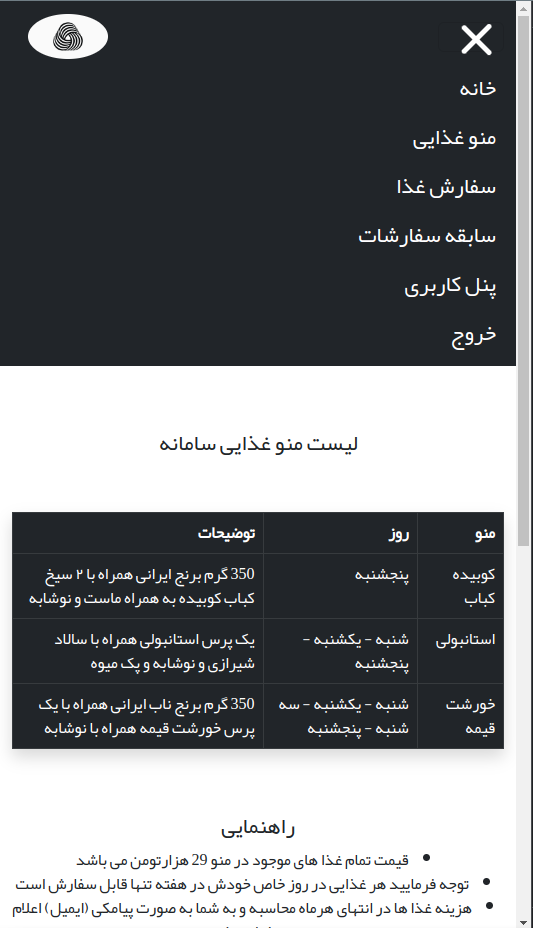 خانه
منو غذایی
سفارش غذا
سابقه سفارشات
پنل کاربری
خروج
لیست منو غذایی سامانه
منو روز توضیحات
کوبیده کباب
پنجشنبه
350 گرم برنج ایرانی همراه با ۲ سیخ
کباب کوبیده به همراه ماست و نوشابه
استانبولی
شنبه - یکشنبه -
پنجشنبه
یک پرس استانبولی همراه با سالاد
شیرازی و نوشابه و پک میوه
خورشت
قیمه
شنبه - یکشنبه - سه
شنبه - پنجشنبه
350 گرم برنج ناب ایرانی همراه با یک
پرس خورشت قیمه همراه با نوشابه
راهنمایی
قیمت تمام غذا های موجود در منو 29 هزارتومن می باشد
توجه فرمایید هر غذایی در روز خاص خودش در هفته تنها قابل سفارش است
هزینه غذا ها در انتهای هرماه محاسبه و به شما به صورت پیامکی (ایمیل) اعلام